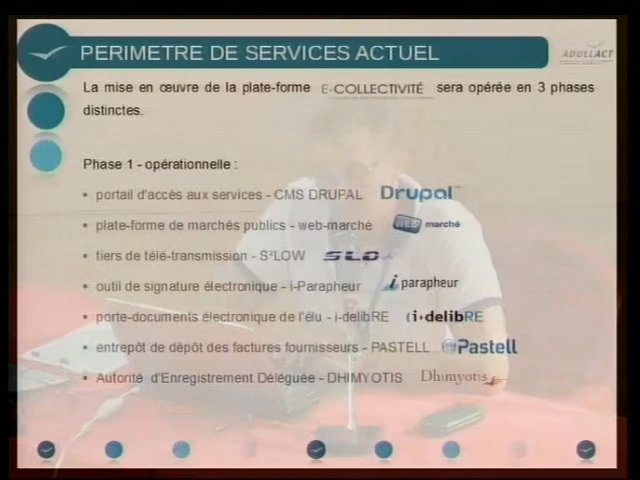 PERIMETRE DE SERVICES ACTUEL
ADULLACT
La mise en œuvre de la plate-forme E-COLLECTIVITÉ sera opérée en 3 phases
distinctes.
Phase 1 - opérationnelle :
• portail d'accès aux services - CMS DRUPAL Drupal™
• plate-forme de marchés publics - web-marché WEB marché
• tiers de télé-transmission - S²LOW SLO
• outil de signature électronique - i-Parapheur i parapheur
• porte-documents électronique de l'élu - i-delibRE (i•delibRE
• entrepôt de dépôt des factures fournisseurs - PASTELL Pastell
• Autorité d'Enregistrement Déléguée - DHIMYOTIS Dhimyotis